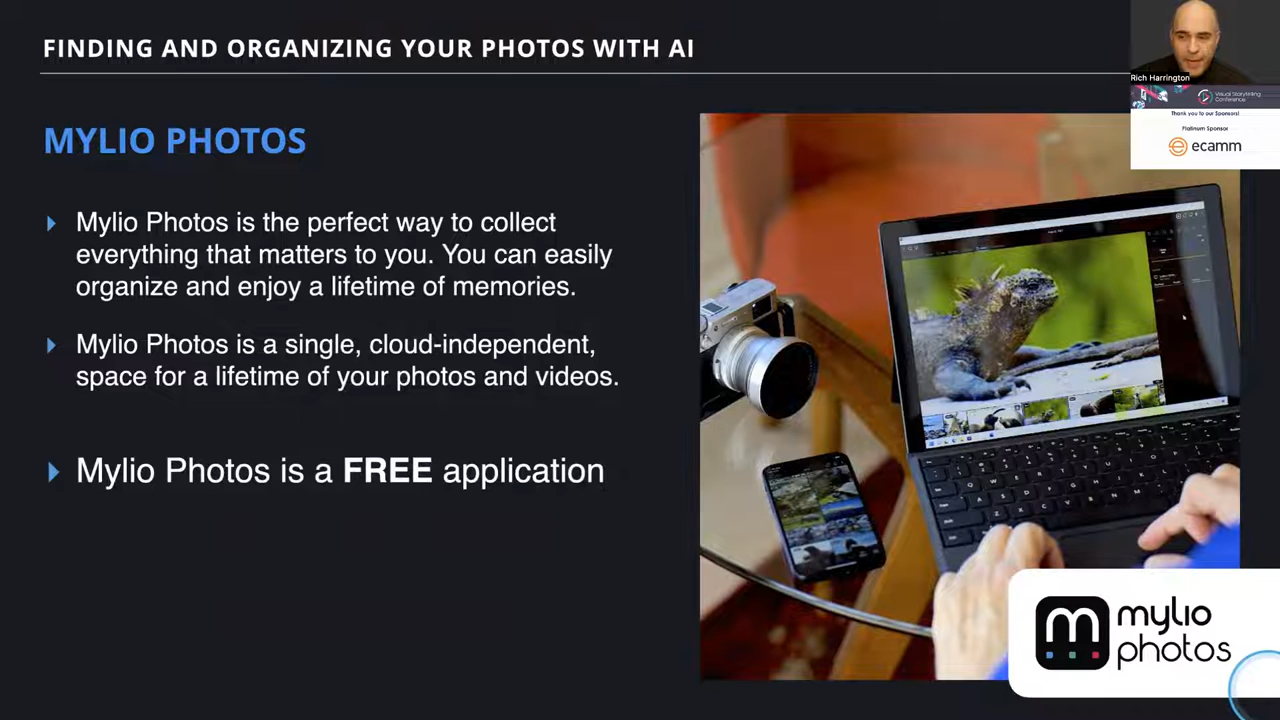 FINDING AND ORGANIZING YOUR PHOTOS WITH AI
Rich Harrington
Visual Storytelling
Conference
Thank you to our Sponsors!
Platinum Sponsor
ecamm
MYLIO PHOTOS
Mylio Photos is the perfect way to collect
everything that matters to you. You can easily
organize and enjoy a lifetime of memories.
Mylio Photos is a single, cloud-independent,
space for a lifetime of your photos and videos.
Mylio Photos is a FREE application
mylio
photos